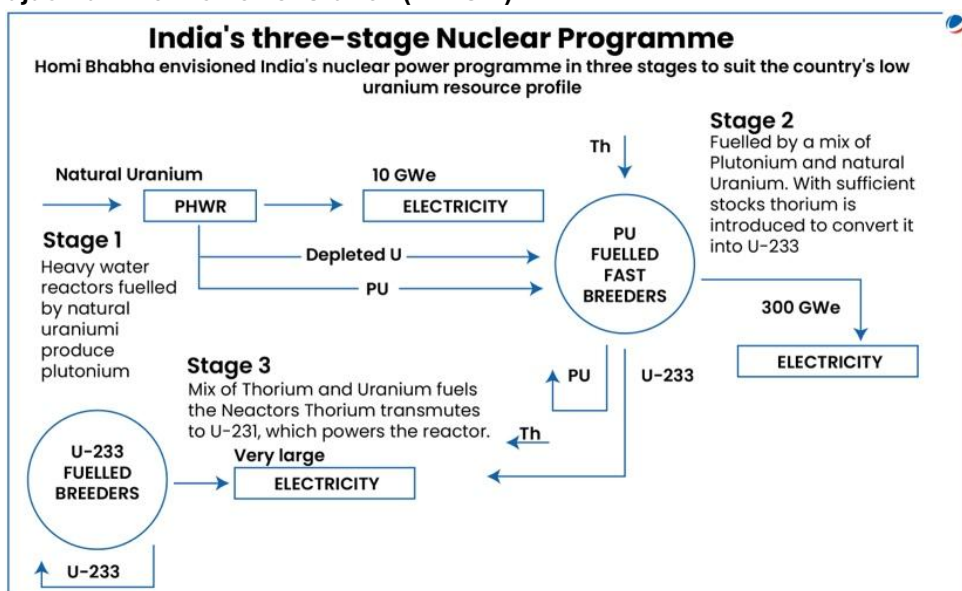 India's three-stage Nuclear Programme
Homi Bhabha envisioned India's nuclear power programme in three stages to suit the country's low
uranium resource profile
Natural Uranium
PHWR
10 GWe
ELECTRICITY
Stage 1
Heavy water
reactors fuelled
by natural
uraniumi
produce
plutonium
Depleted U
PU
Th
PU
FUELLED
FAST
BREEDERS
Stage 2
Fuelled by a mix of
Plutonium and natural
Uranium. With sufficient
stocks thorium is
introduced to convert it
into U-233
300 GWe
ELECTRICITY
PU
U-233
Th
Stage 3
Mix of Thorium and Uranium fuels
the Neactors Thorium transmutes
to U-231, which powers the reactor.
Very large
ELECTRICITY
U-233
FUELLED
BREEDERS
U-233